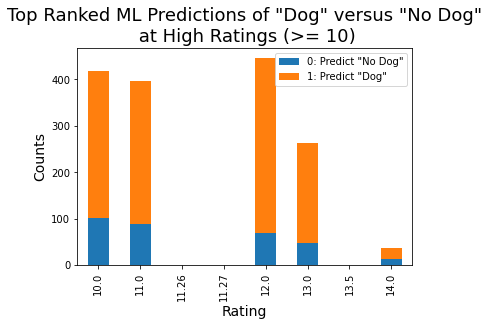 Top Ranked ML Predictions of "Dog" versus "No Dog"
at High Ratings (>= 10)
0: Predict "No Dog"
1: Predict "Dog"
Counts
400
300
200
100
0
10.0
11.0
11.26
11.27
12.0
13.0
13.5
14.0
Rating